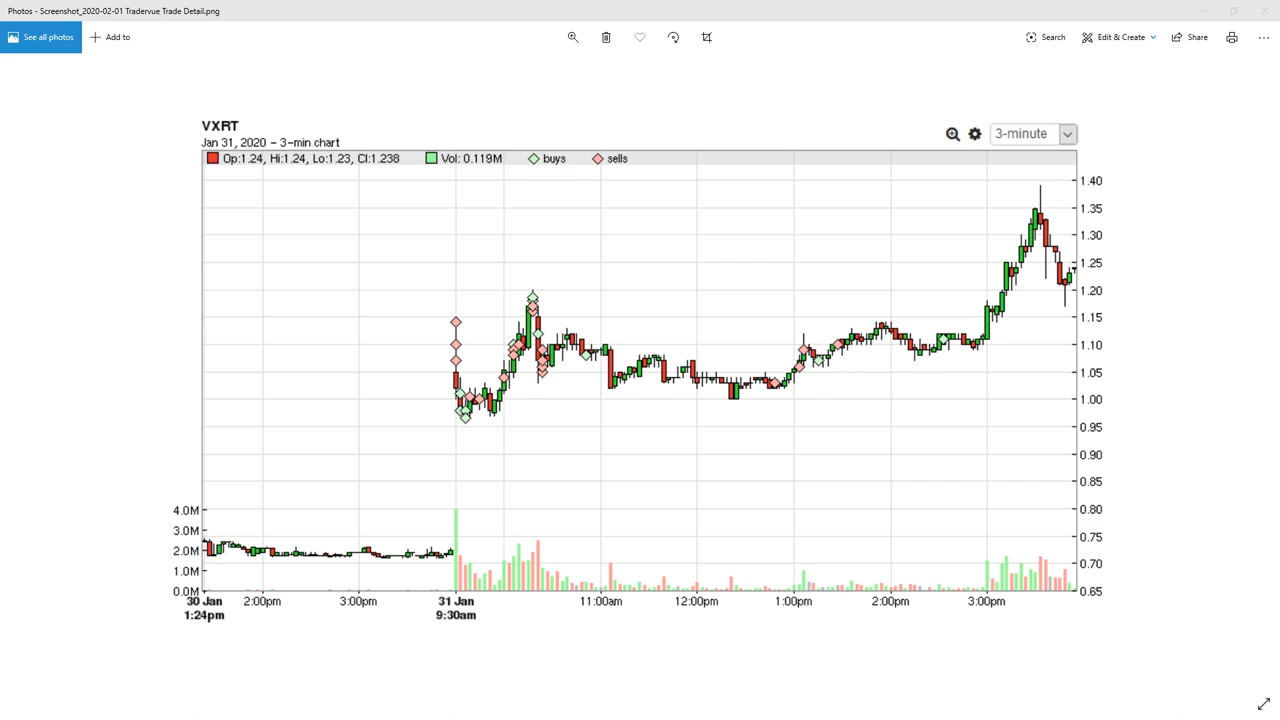 Photos - Screenshot_2020-02-01 Tradervue Trade Detail.png
See all photos Add to Search Edit & Create Share
VXRT
Jan 31, 2020 - 3-min chart 3-minute
Op:1.24, Hi:1.24, Lo:1.23, Cl:1.238 Vol: 0.119M buys sells
1.40
1.35
1.30
1.25
1.20
1.15
1.10
1.05
1.00
0.95
0.90
0.85
4.0M 0.80
3.0M 0.75
2.0M 0.70
1.0M
0.0M 0.65
30 Jan 2:00pm 3:00pm 31 Jan 11:00am 12:00pm 1:00pm 2:00pm 3:00pm
1:24pm 9:30am